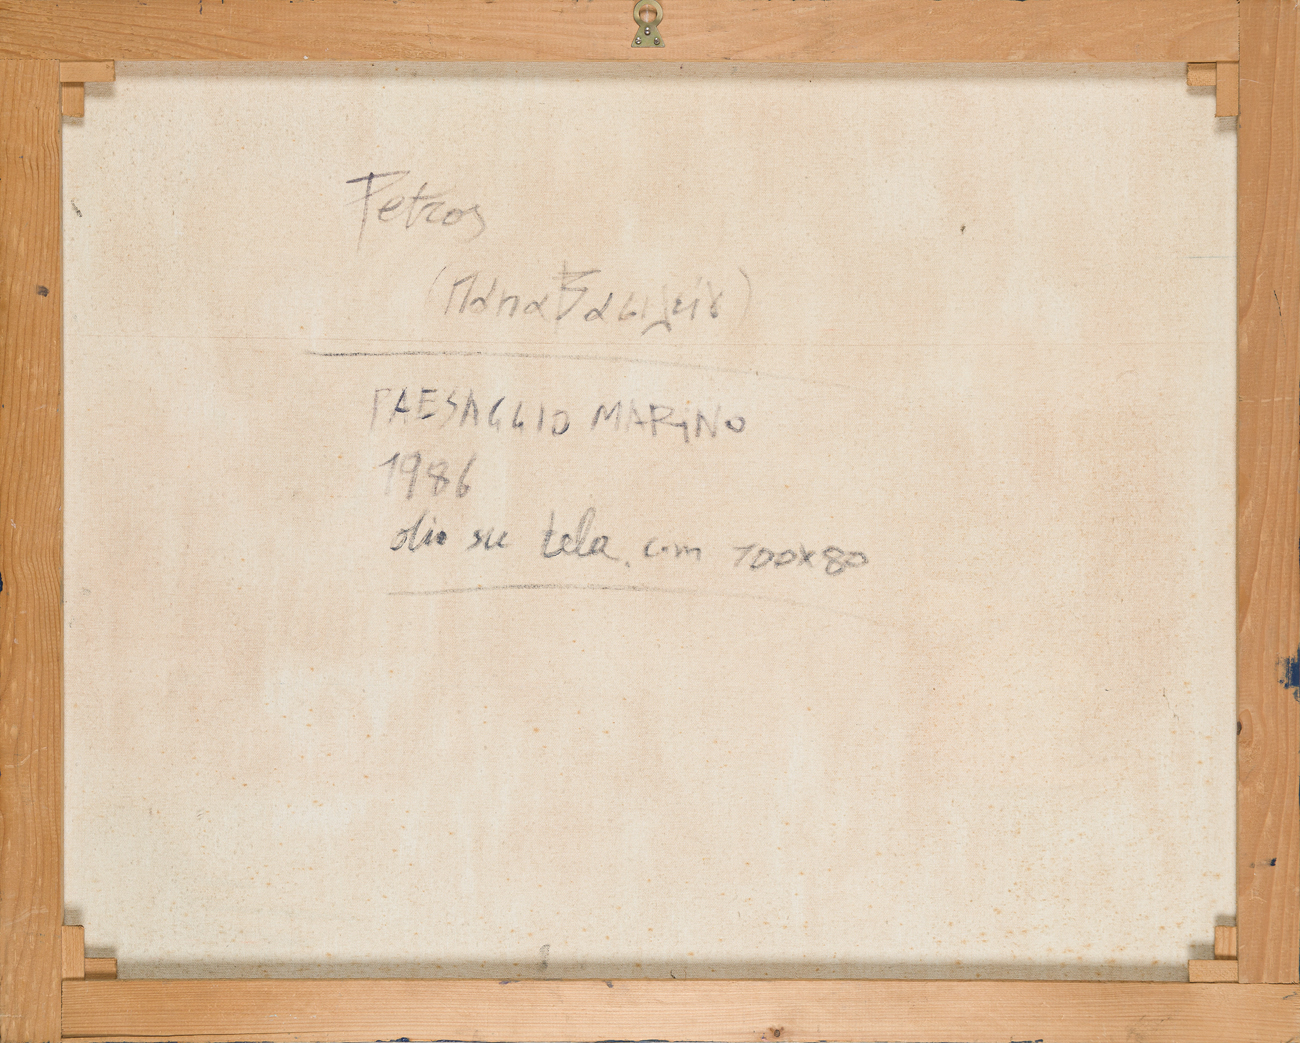 Petros
(Παπαβασιλείου)
PAESAGGIO MARiNo
1986
olio su tela, cm 100x80